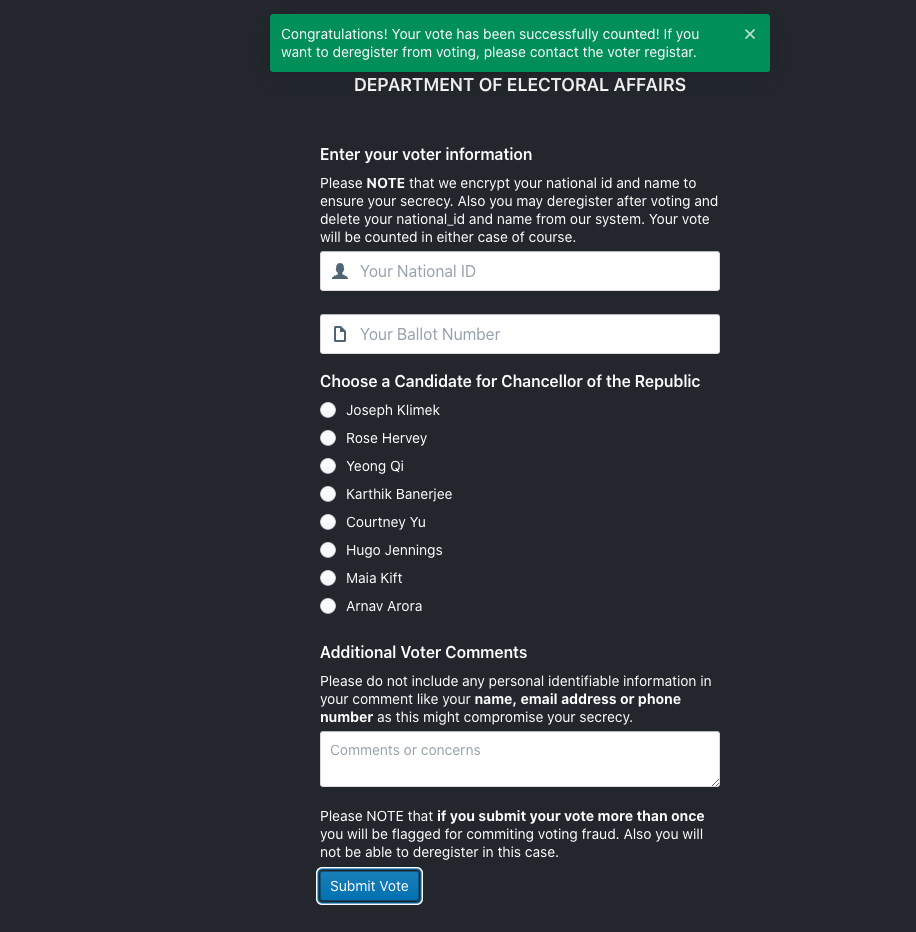 Congratulations! Your vote has been successfully counted! If you
want to deregister from voting, please contact the voter registar.
DEPARTMENT OF ELECTORAL AFFAIRS
Enter your voter information
Please NOTE that we encrypt your national id and name to
ensure your secrecy. Also you may deregister after voting and
delete your national_id and name from our system. Your vote
will be counted in either case of course.
Your National ID
Your Ballot Number
Choose a Candidate for Chancellor of the Republic
Joseph Klimek
Rose Hervey
Yeong Qi
Karthik Banerjee
Courtney Yu
Hugo Jennings
Maia Kift
Arnav Arora
Additional Voter Comments
Please do not include any personal identifiable information in
your comment like your name, email address or phone
number as this might compromise your secrecy.
Comments or concerns
Please NOTE that if you submit your vote more than once
you will be flagged for commiting voting fraud. Also you will
not be able to deregister in this case.
Submit Vote